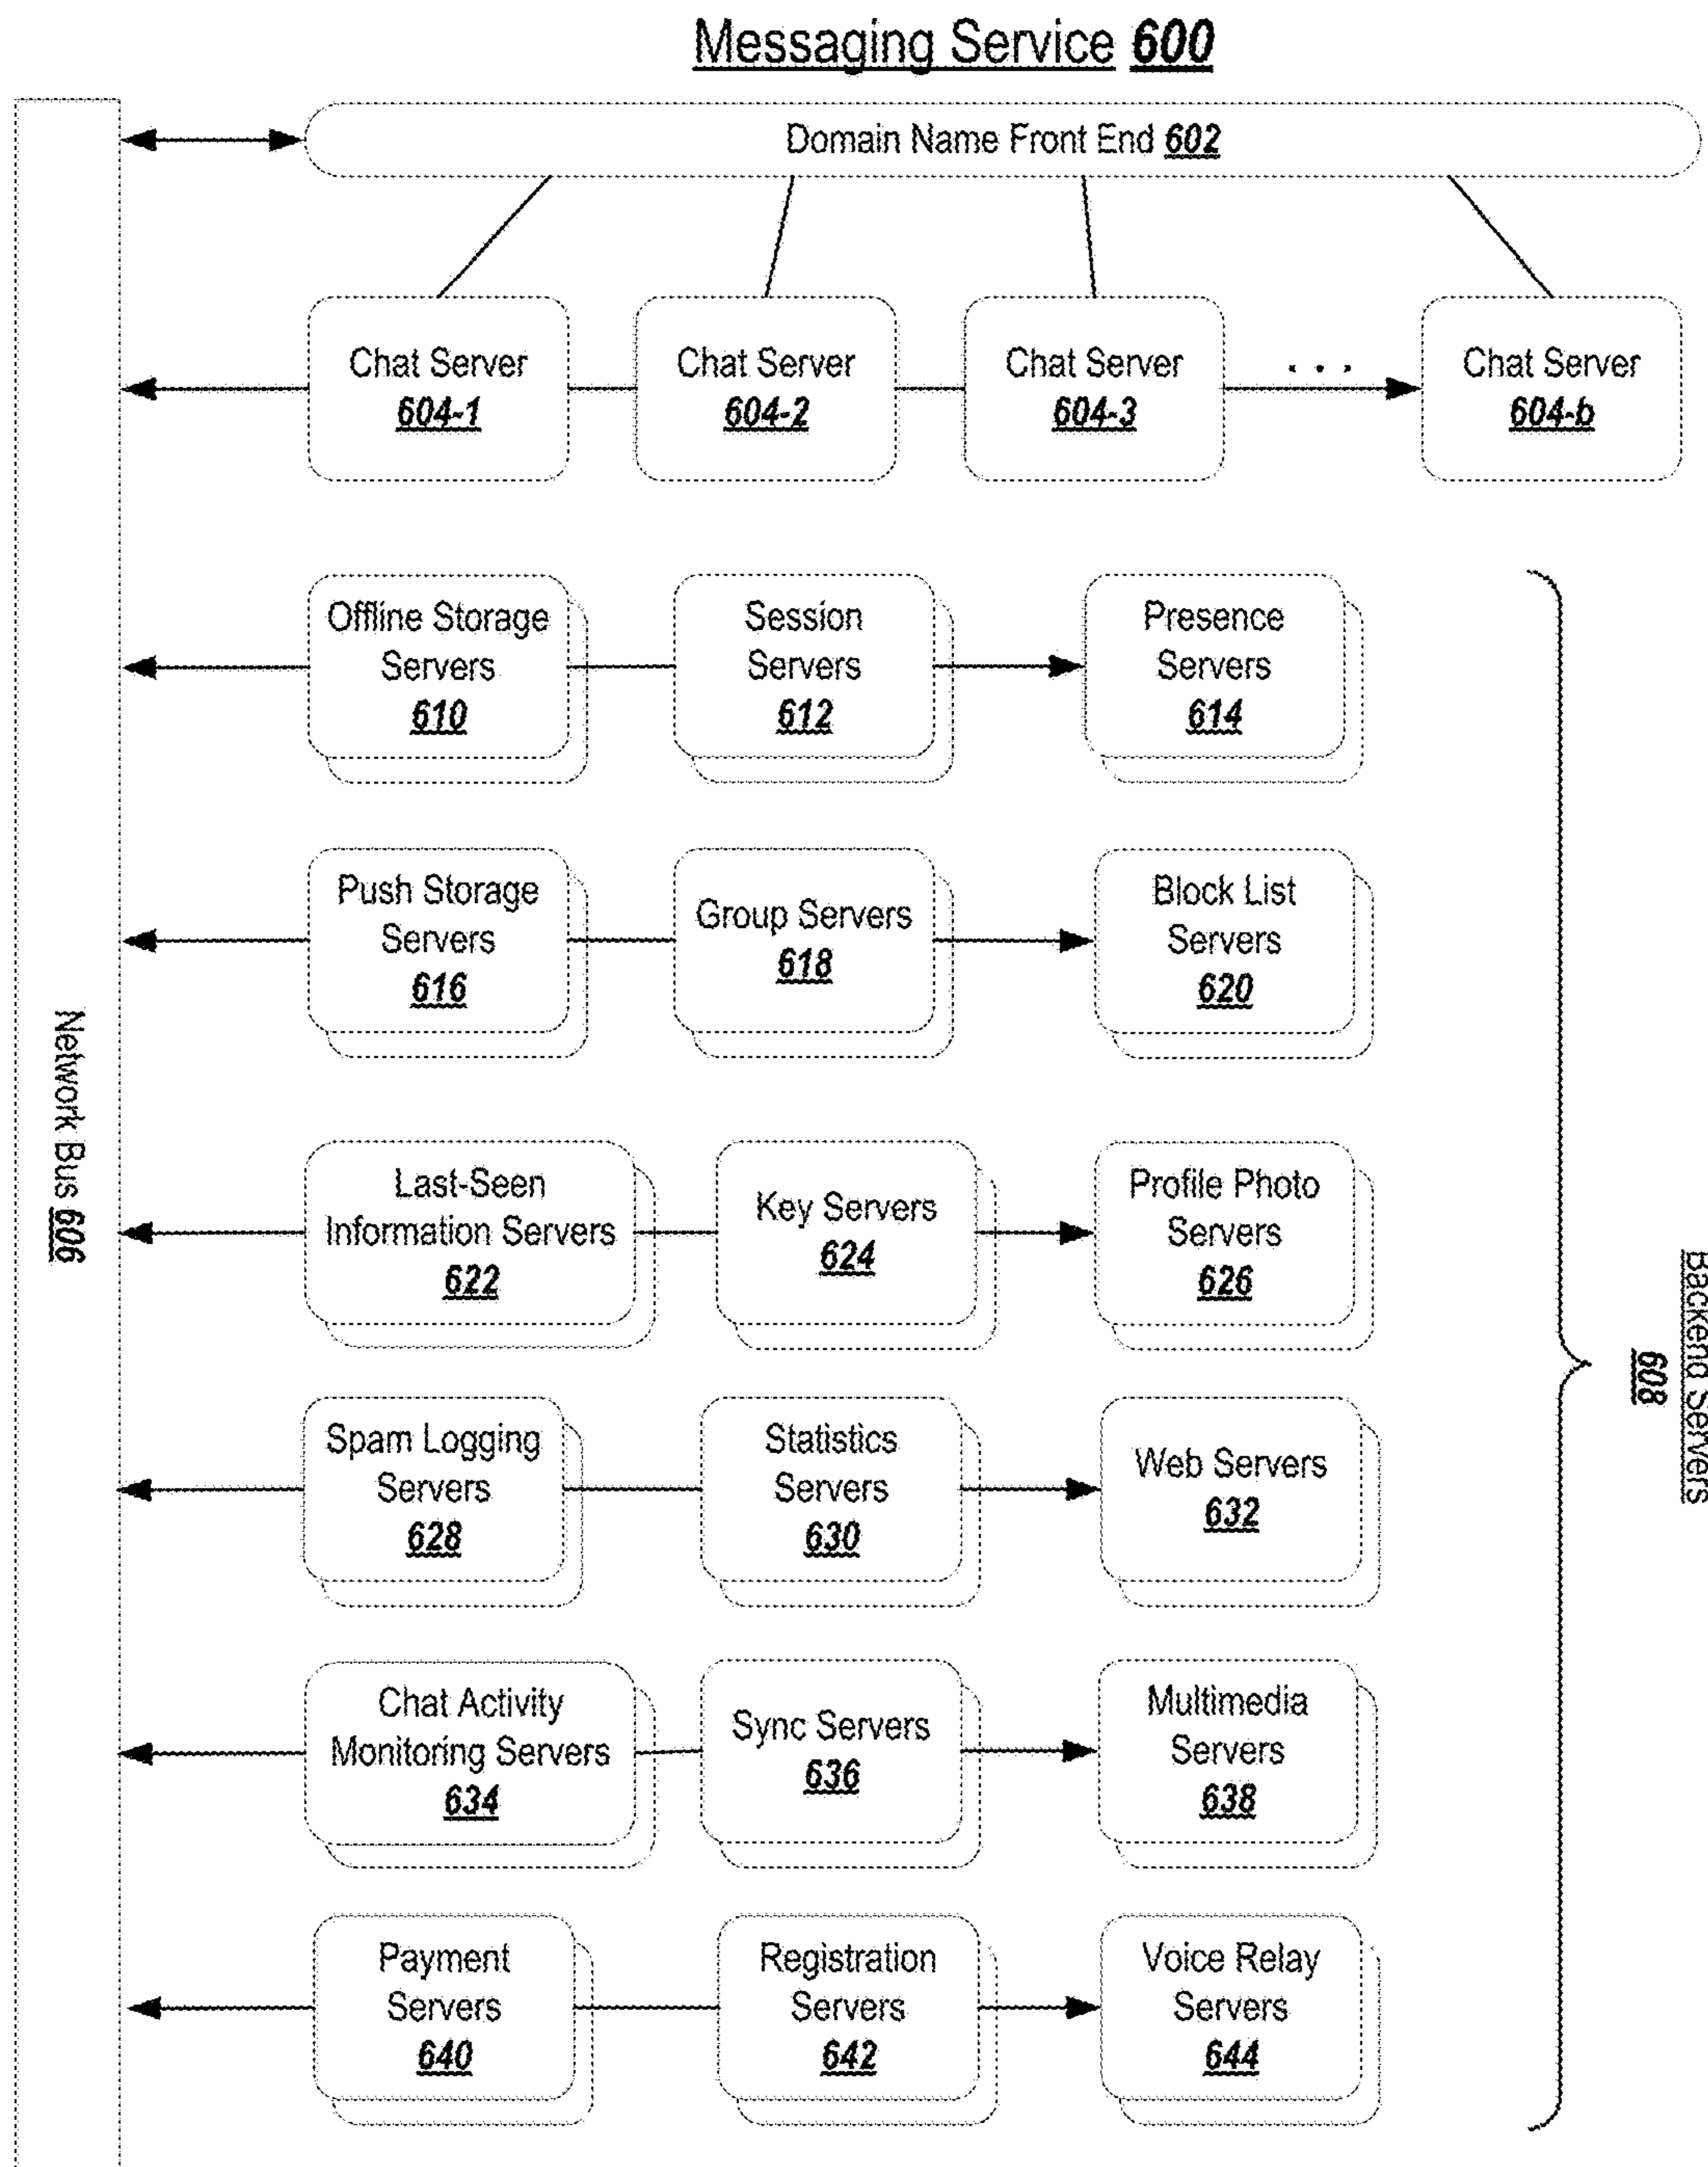 Messaging Service 600
Domain Name Front End 602
Chat Server
604-1
Chat Server
604-2
Chat Server
604-3
. . .
Chat Server
604-b
Offline Storage
Servers
610
Session
Servers
612
Presence
Servers
614
Push Storage
Servers
616
Group Servers
618
Block List
Servers
620
Network Bus 606
Last-Seen
Information Servers
622
Key Servers
624
Profile Photo
Servers
626
Backend Servers
608
Spam Logging
Servers
628
Statistics
Servers
630
Web Servers
632
Chat Activity
Monitoring Servers
634
Sync Servers
636
Multimedia
Servers
638
Payment
Servers
640
Registration
Servers
642
Voice Relay
Servers
644